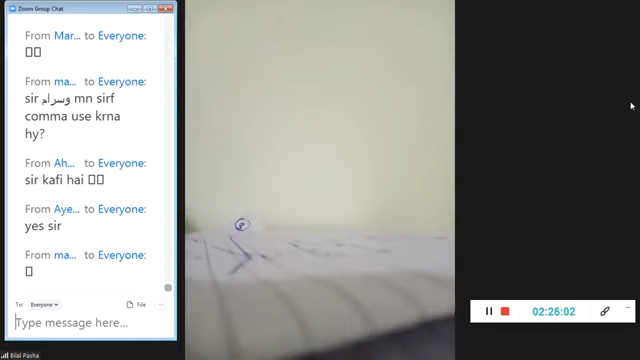 Zoom Group Chat
From Mar... to Everyone:
From ma... to Everyone:
sir وسرام mn sirf
comma use krna
hy?
From Ah... to Everyone:
sir kafi hai
From Aye... to Everyone:
yes sir
From ma... to Everyone:
To: Everyone
File
...
Type message here...
02:26:02
Bilal Pasha